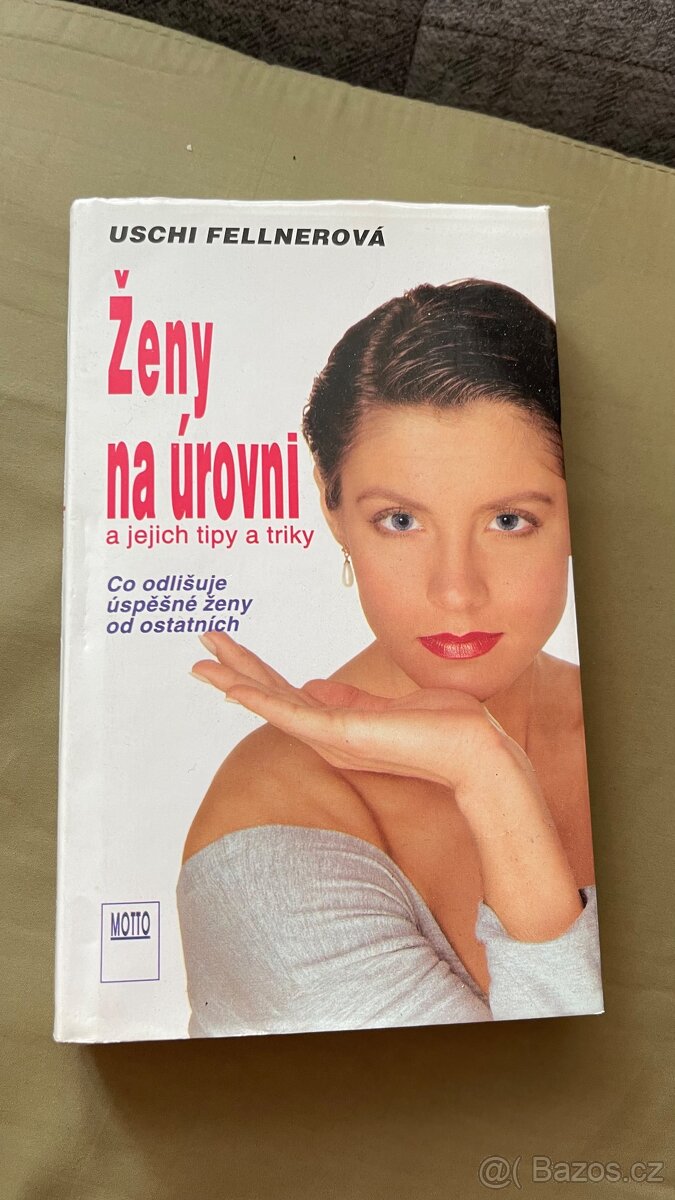 USCHI FELLNEROVÁ
Ženy
na úrovni
a jejich tipy a triky
Co odlišuje
úspěšné ženy
od ostatních
MOTTO
@( Bazos.cz